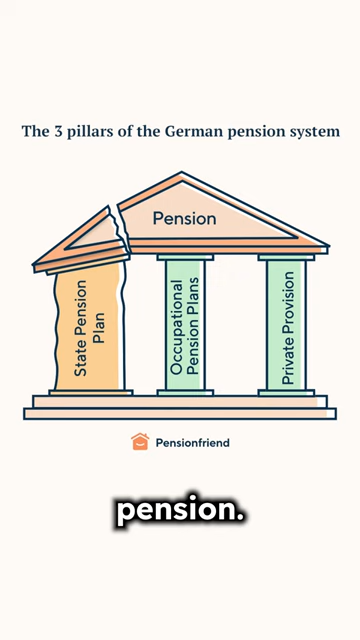 The 3 pillars of the German pension system
Pension
State Pension
Plan
Occupational
Pension Plans
Private Provision
Pensionfriend
pension.